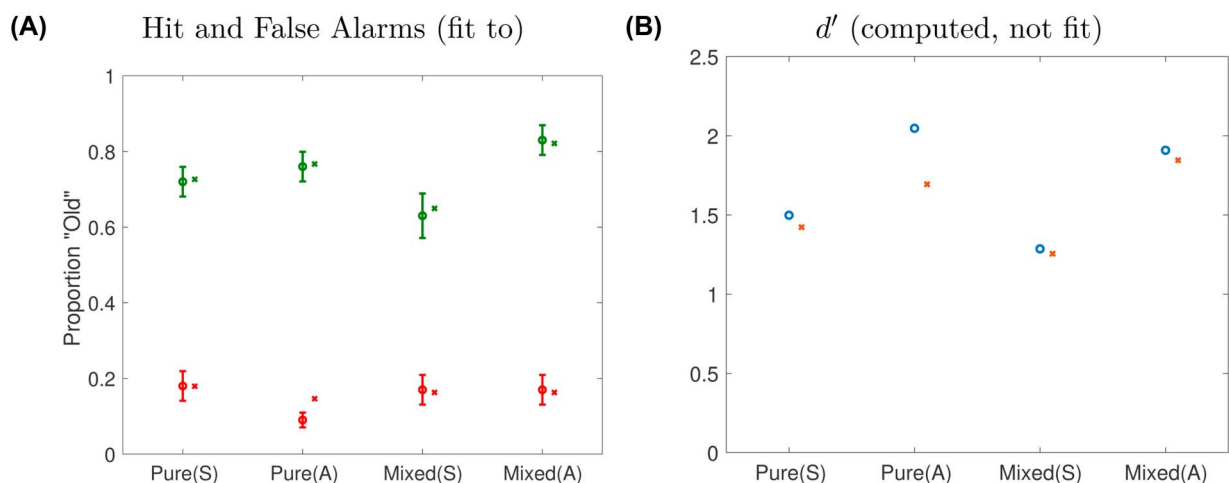 (A) Hit and False Alarms (fit to)
Proportion "Old"
1
0.8
0.6
0.4
0.2
0
Pure(S) Pure(A) Mixed(S) Mixed(A)
(B) d′ (computed, not fit)
2.5
2
1.5
1
0.5
0
Pure(S) Pure(A) Mixed(S) Mixed(A)